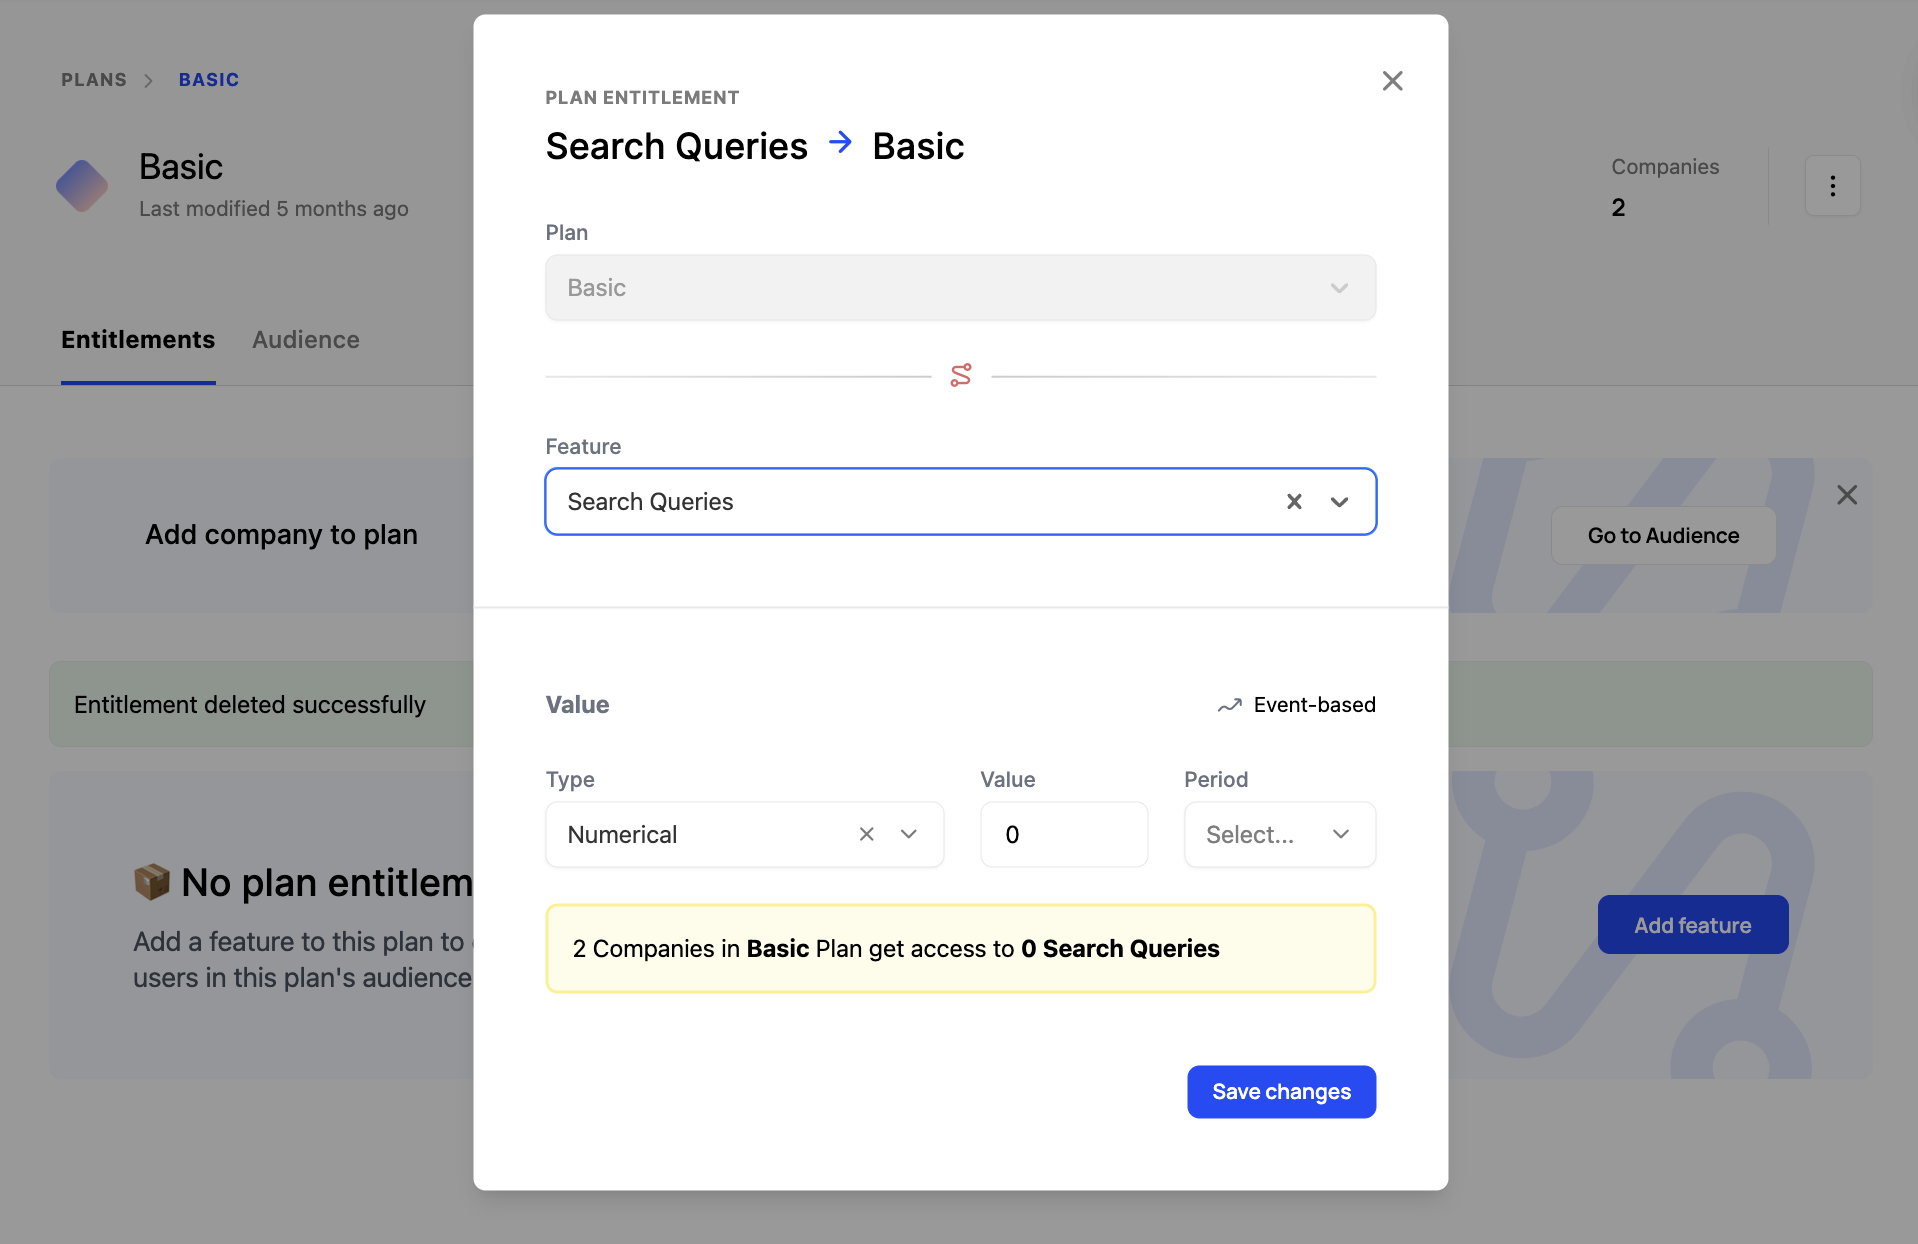 PLANS > BASIC
Basic
Last modified 5 months ago
Companies
2
Entitlements
Audience
Add company to plan
Go to Audience
Entitlement deleted successfully
📦 No plan entitlem
Add a feature to this plan to
users in this plan's audience
Add feature
PLAN ENTITLEMENT
Search Queries → Basic
Plan
Basic
Feature
Search Queries
Value
Event-based
Type
Value
Period
Numerical
0
Select...
2 Companies in Basic Plan get access to 0 Search Queries
Save changes